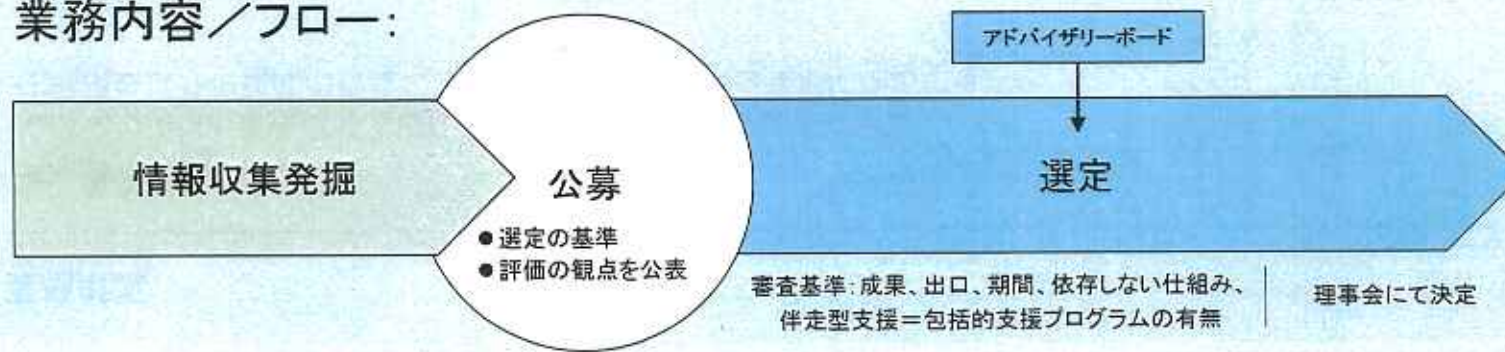 業務内容／フロー：
アドバイザリーボード
情報収集発掘
公募
●選定の基準
●評価の観点を公表
選定
審査基準：成果、出口、期間、依存しない仕組み、
伴走型支援＝包括的支援プログラムの有無
理事会にて決定